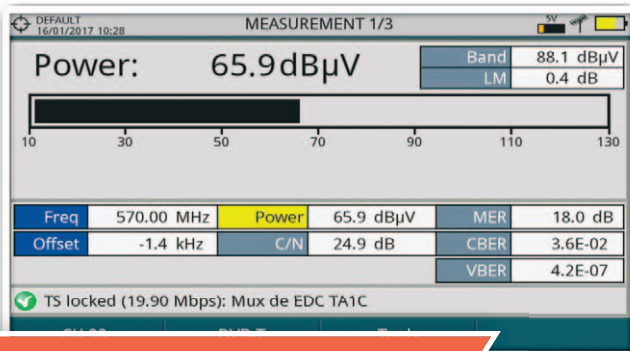 DEFAULT
16/01/2017 10:28
MEASUREMENT 1/3
5V
Power: 65.9dBμV
Band 88.1 dBμV
LM 0.4 dB
10 30 50 70 90 110 130
Freq 570.00 MHz Power 65.9 dBμV MER 18.0 dB
Offset -1.4 kHz C/N 24.9 dB CBER 3.6E-02
VBER 4.2E-07
TS locked (19.90 Mbps): Mux de EDC TA1C